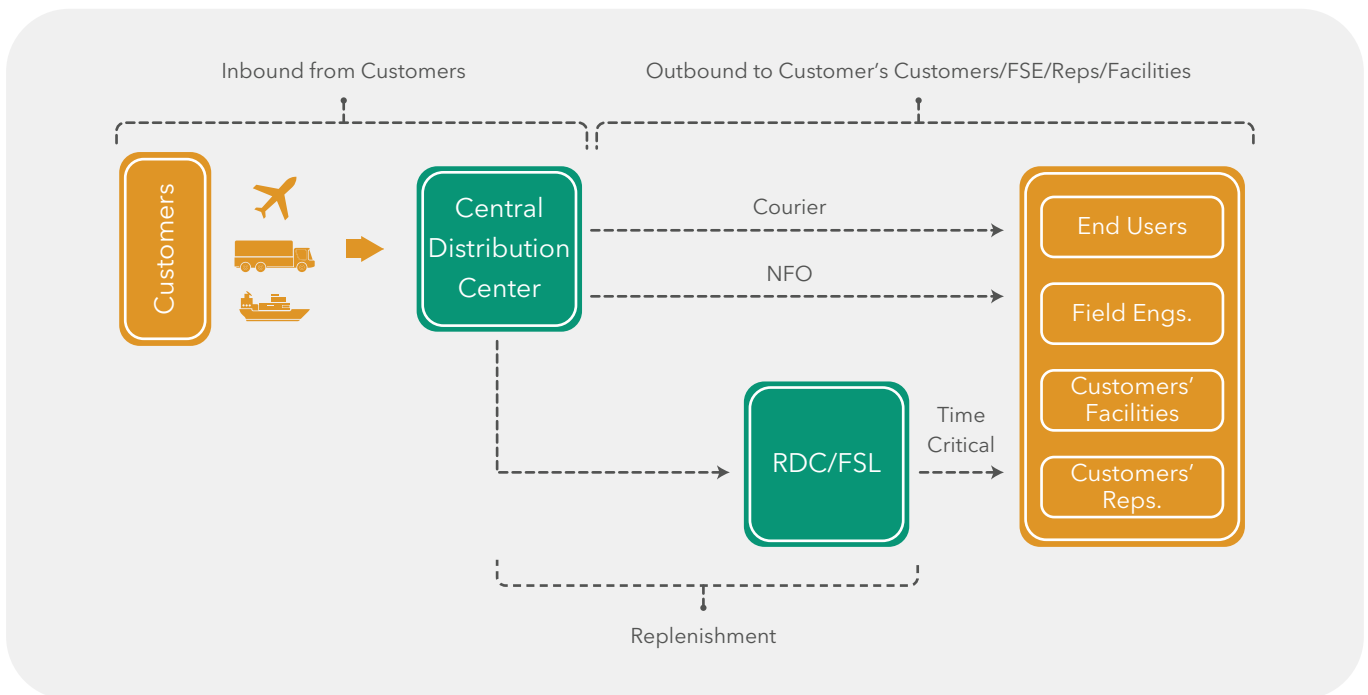 Inbound from Customers
Outbound to Customer's Customers/FSE/Reps/Facilities
Customers
Central
Distribution
Center
Courier
NFO
End Users
Field Engs.
Customers’
Facilities
Customers’
Reps.
RDC/FSL
Time
Critical
Replenishment